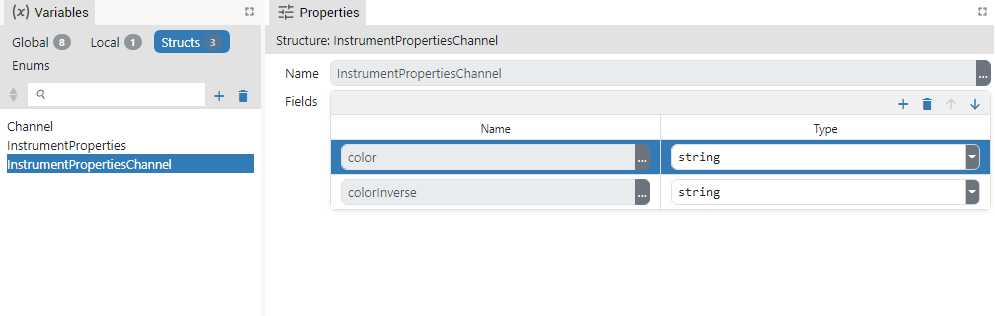 (x) Variables
Global 8 Local 1 Structs 3
Enums
Channel
InstrumentProperties
InstrumentPropertiesChannel
Properties
Structure: InstrumentPropertiesChannel
Name InstrumentPropertiesChannel ...
Fields
Name Type
color ... string
colorInverse ... string